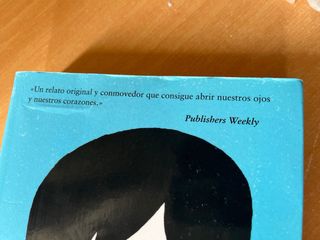 «Un relato original y conmovedor que consigue abrir nuestros ojos
y nuestros corazones.»
Publishers Weekly